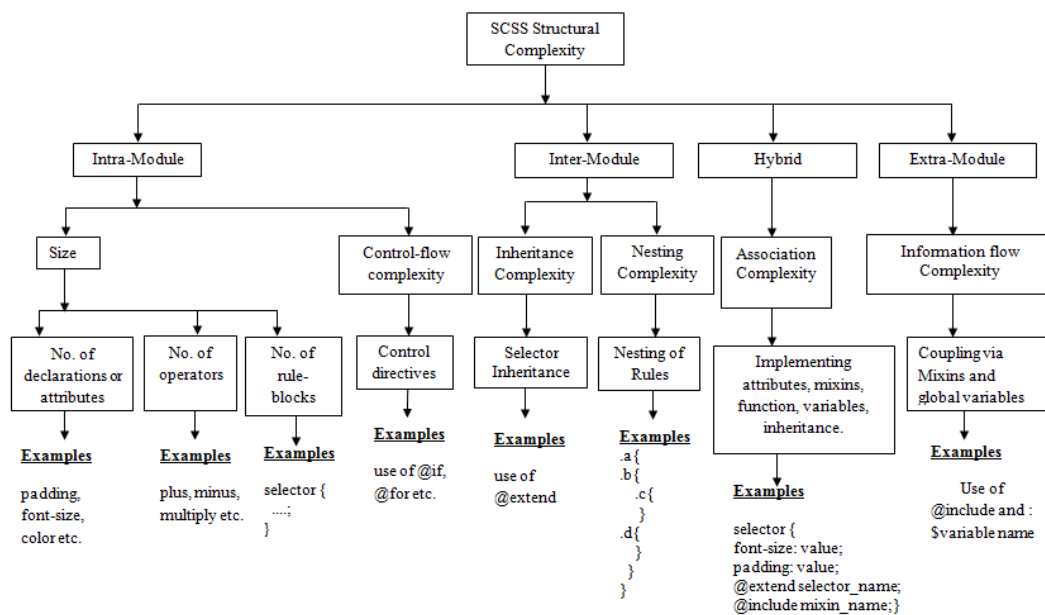 SCSS Structural
Complexity
Intra-Module
Inter-Module
Hybrid
Extra-Module
Size
Control-flow
complexity
Inheritance
Complexity
Nesting
Complexity
Association
Complexity
Information flow
Complexity
No. of
declarations or
attributes
No. of
operators
No. of
rule-
blocks
Control
directives
Selector
Inheritance
Nesting of
Rules
Implementing
attributes, mixins,
function, variables,
inheritance.
Coupling via
Mixins and
global variables
Examples
padding,
font-size,
color etc.
Examples
plus, minus,
multiply etc.
Examples
selector {
....;
}
Examples
use of @if,
@for etc.
Examples
use of
@extend
Examples
.a{
.b{
.c{
}
.d{
}
}
}
Examples
selector {
font-size: value;
padding: value;
@extend selector_name;
@include mixin_name; }
Examples
Use of
@include and :
$variable name